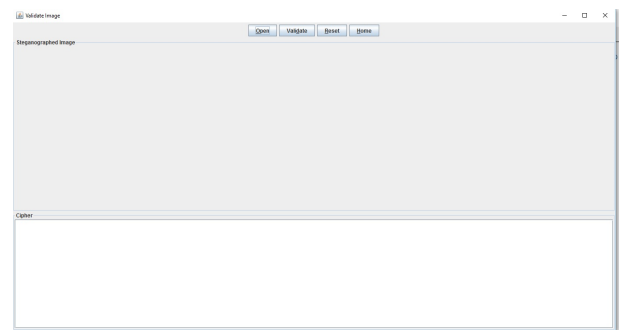 Validate Image
Open Validate Reset Home
Steganographed Image
Cipher